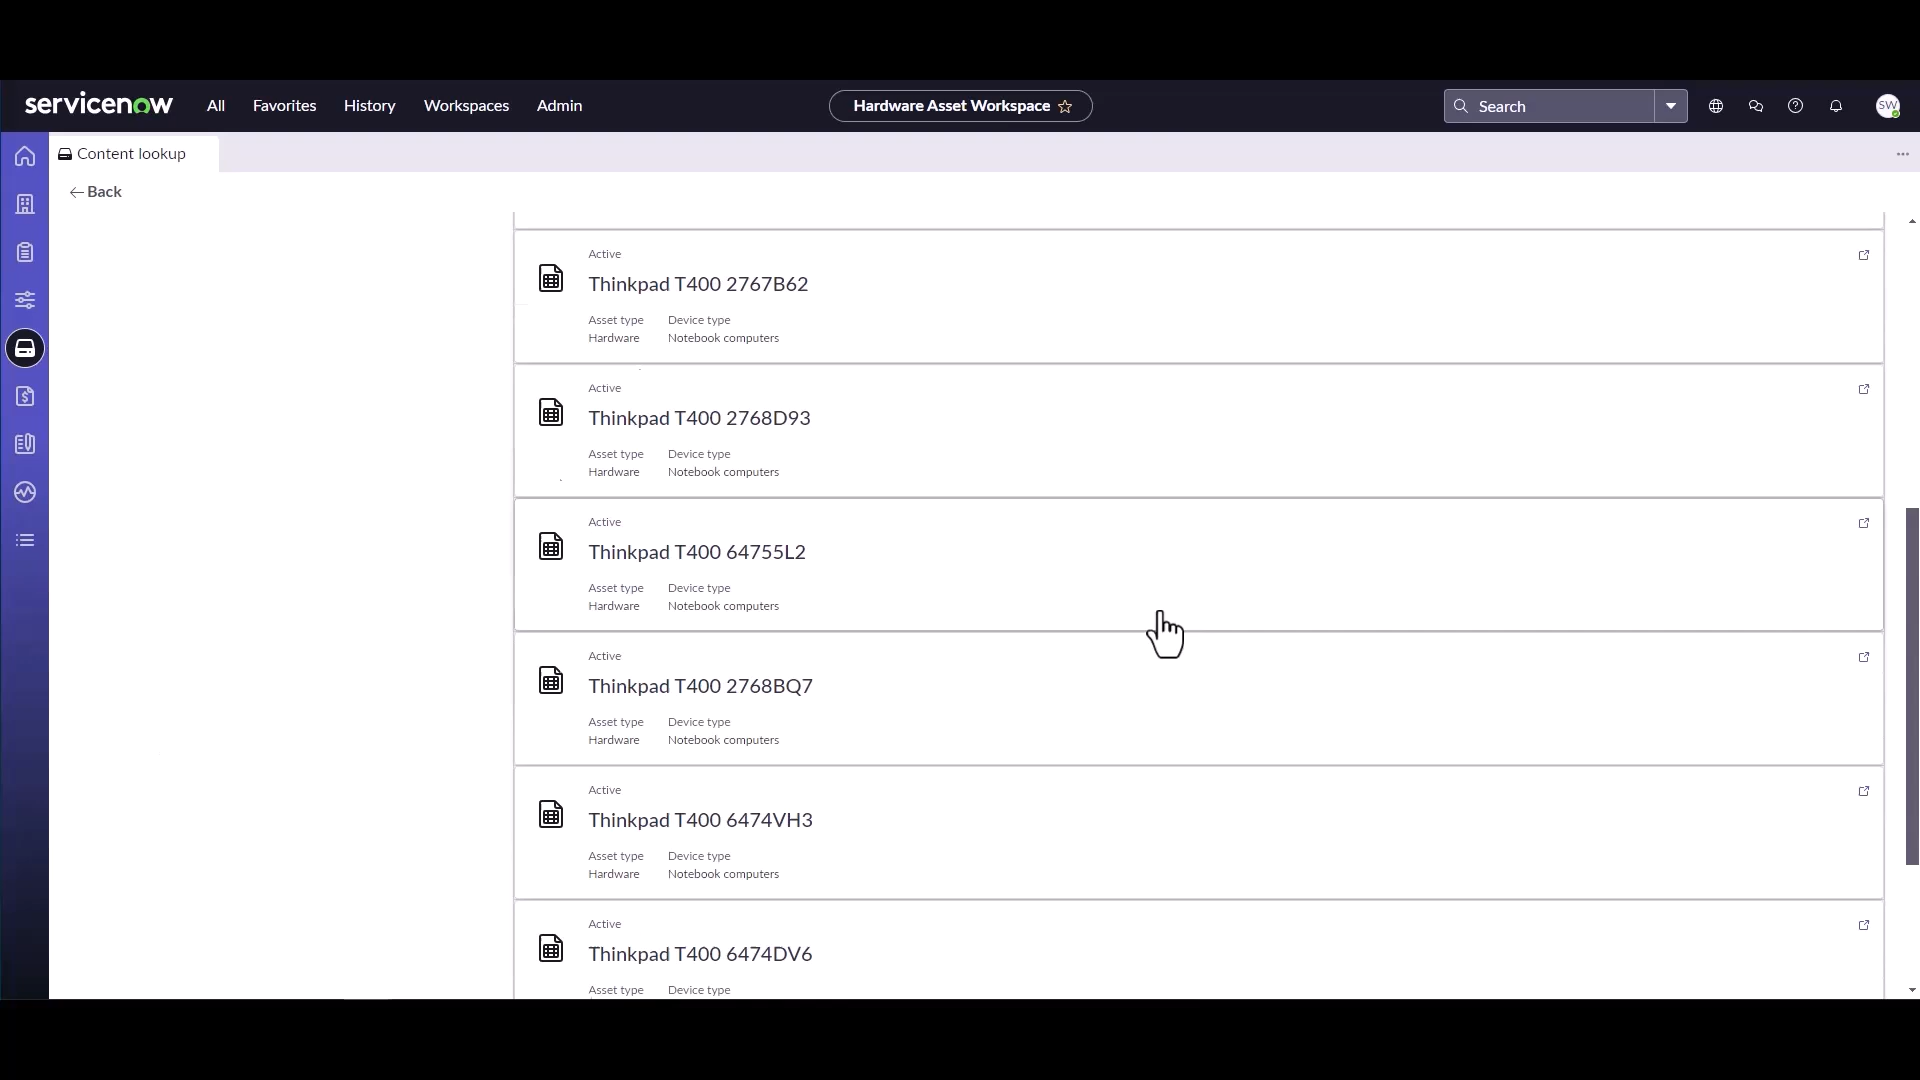 servicenow All Favorites History Workspaces Admin Hardware Asset Workspace Search SW
Content lookup
Back
Active
Thinkpad T400 2767B62
Asset type Device type
Hardware Notebook computers
Active
Thinkpad T400 2768D93
Asset type Device type
Hardware Notebook computers
Active
Thinkpad T400 64755L2
Asset type Device type
Hardware Notebook computers
Active
Thinkpad T400 2768BQ7
Asset type Device type
Hardware Notebook computers
Active
Thinkpad T400 6474VH3
Asset type Device type
Hardware Notebook computers
Active
Thinkpad T400 6474DV6
Asset type Device type